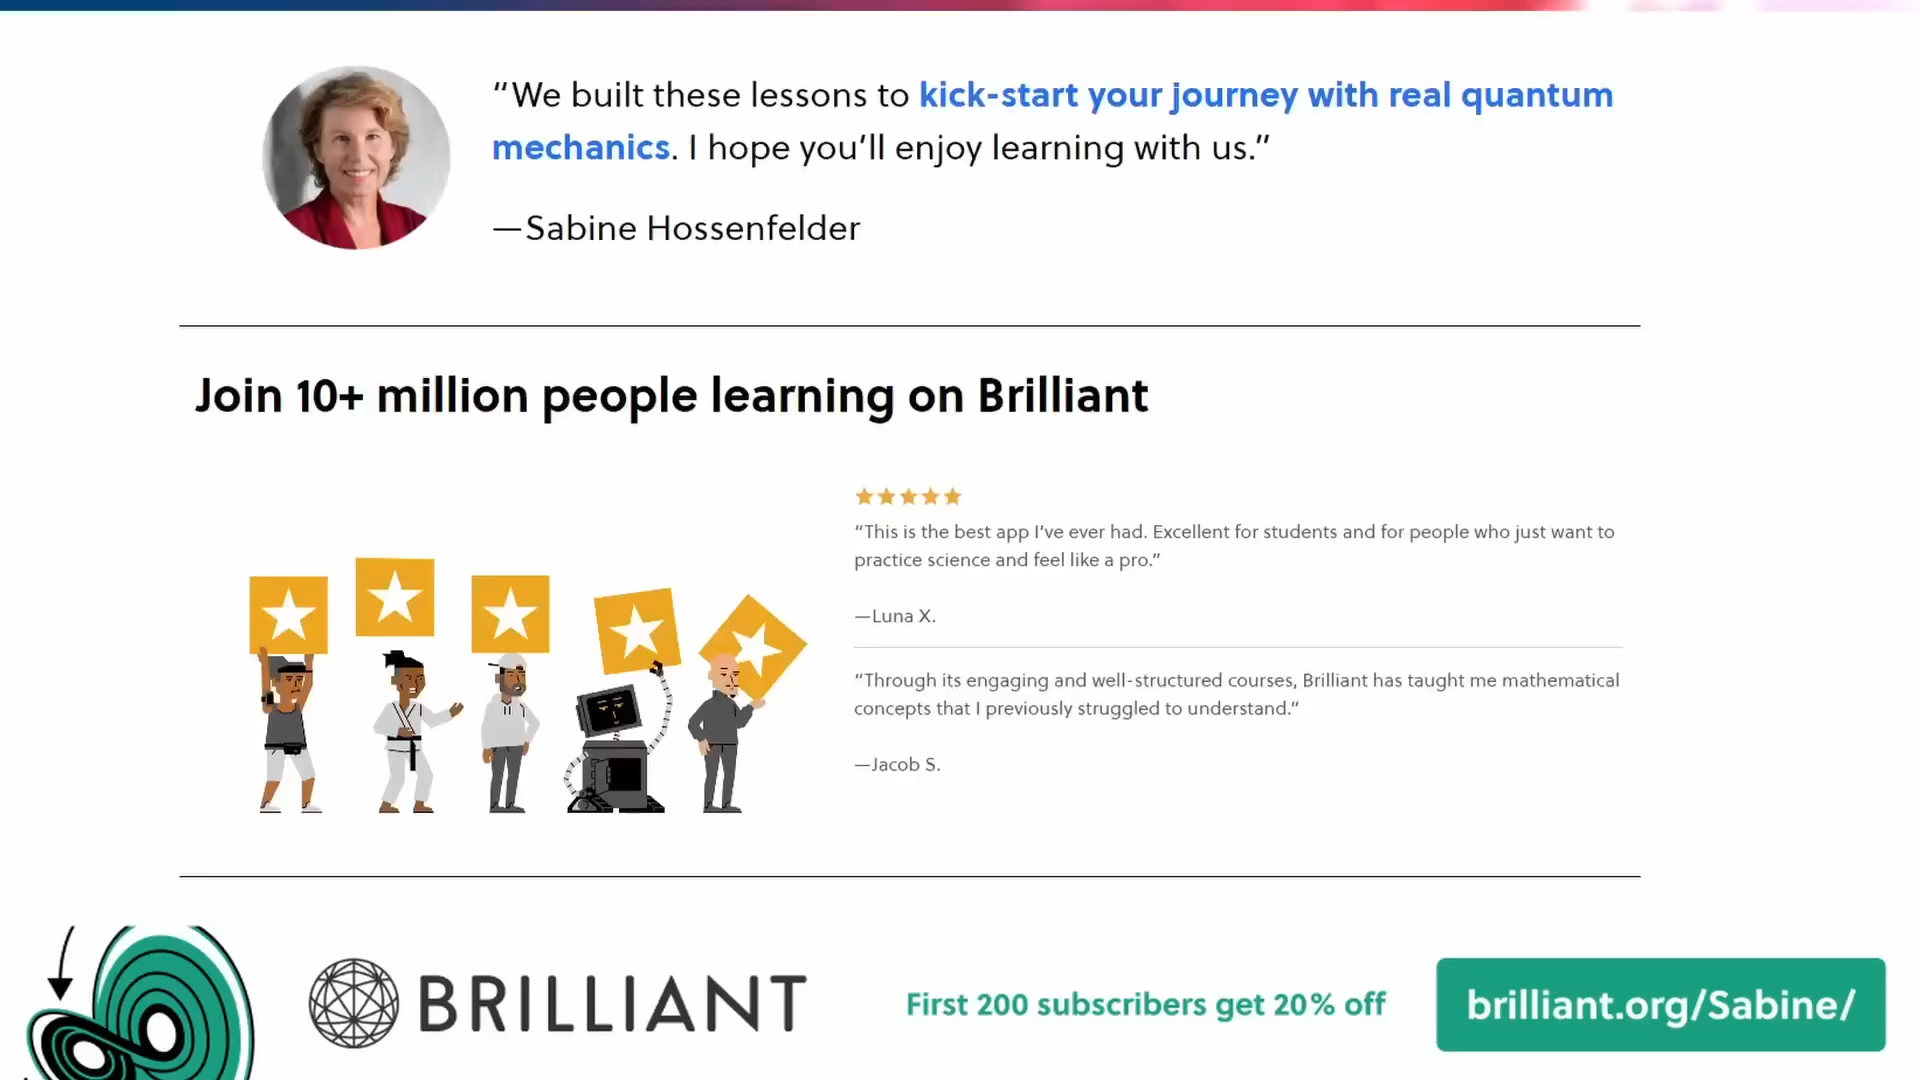 “We built these lessons to kick-start your journey with real quantum
mechanics. I hope you’ll enjoy learning with us.”
—Sabine Hossenfelder
Join 10+ million people learning on Brilliant
“This is the best app I’ve ever had. Excellent for students and for people who just want to
practice science and feel like a pro.”
—Luna X.
“Through its engaging and well-structured courses, Brilliant has taught me mathematical
concepts that I previously struggled to understand.”
—Jacob S.
BRILLIANT
First 200 subscribers get 20% off
brilliant.org/Sabine/